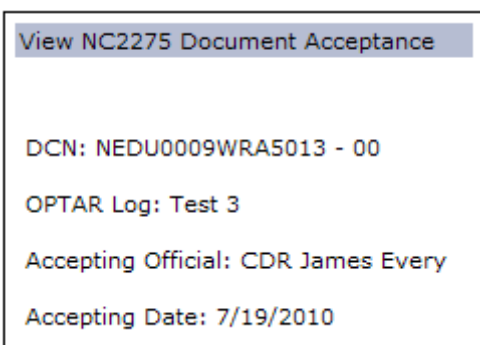 View NC2275 Document Acceptance
DCN: NEDU0009WRA5013 - 00
OPTAR Log: Test 3
Accepting Official: CDR James Every
Accepting Date: 7/19/2010